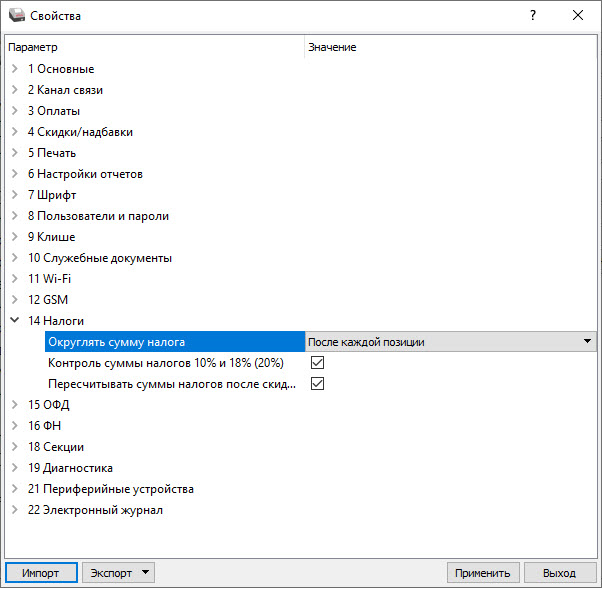 Свойства
?
Параметр Значение
1 Основные
2 Канал связи
3 Оплаты
4 Скидки/надбавки
5 Печать
6 Настройки отчетов
7 Шрифт
8 Пользователи и пароли
9 Клише
10 Служебные документы
11 Wi-Fi
12 GSM
14 Налоги
Округлять сумму налога После каждой позиции
Контроль суммы налогов 10% и 18% (20%)
Пересчитывать суммы налогов после скид...
15 ОФД
16 ФН
18 Секции
19 Диагностика
21 Периферийные устройства
22 Электронный журнал
Импорт Экспорт Применить Выход